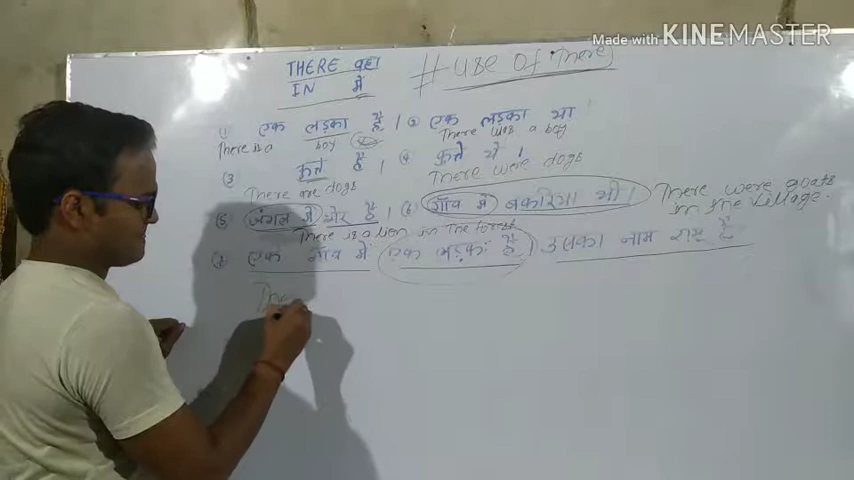 Made with KINEMASTER
THERE वहा
IN में
# use of There
(1) एक लड़का है । (2) एक लड़का था
There is a boy There was a boy
(3) कुत्ते है । (4) कुत्ते थे ।
There are dogs There were dogs
(5) जंगल में शेर है । (6) गाँव में बकरिया थी । There were goats
There is a lion in the forest in the village.
(7) एक गाँव में एक लड़का है । उसका नाम राम है
The